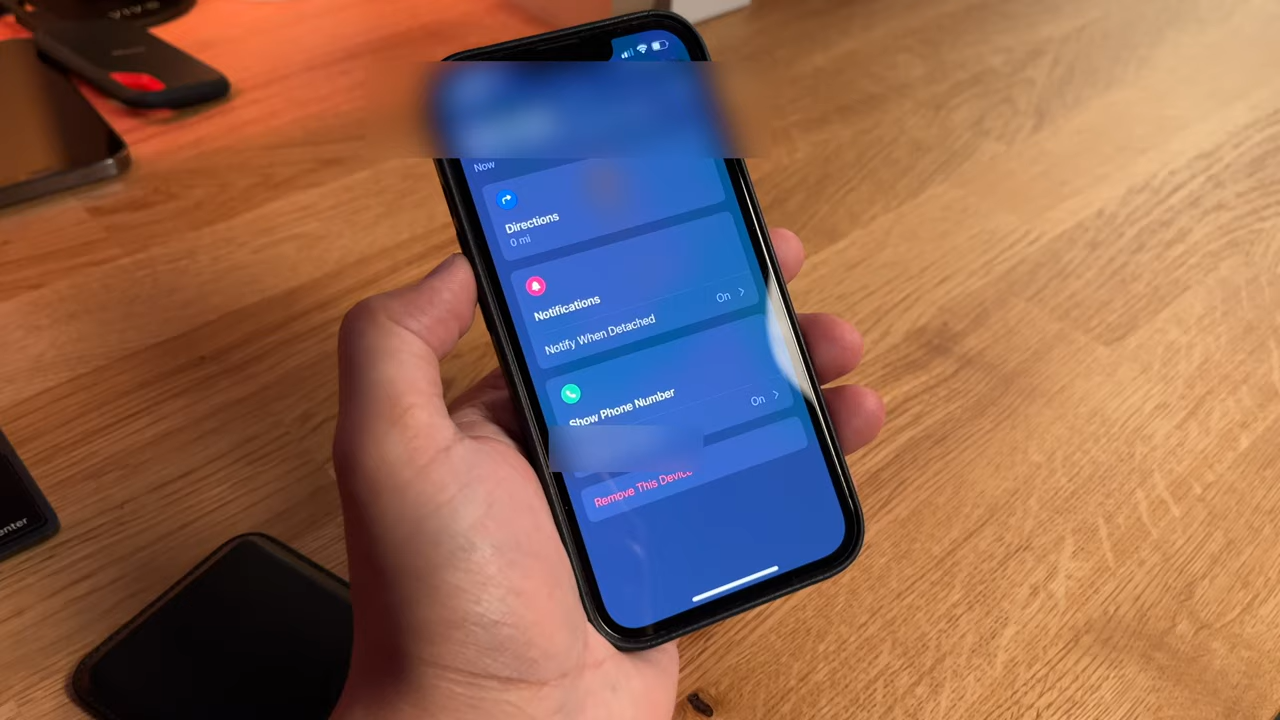 Now
Directions
0 mi
Notifications
Notify When Detached
On
Show Phone Number
On
Remove This Device